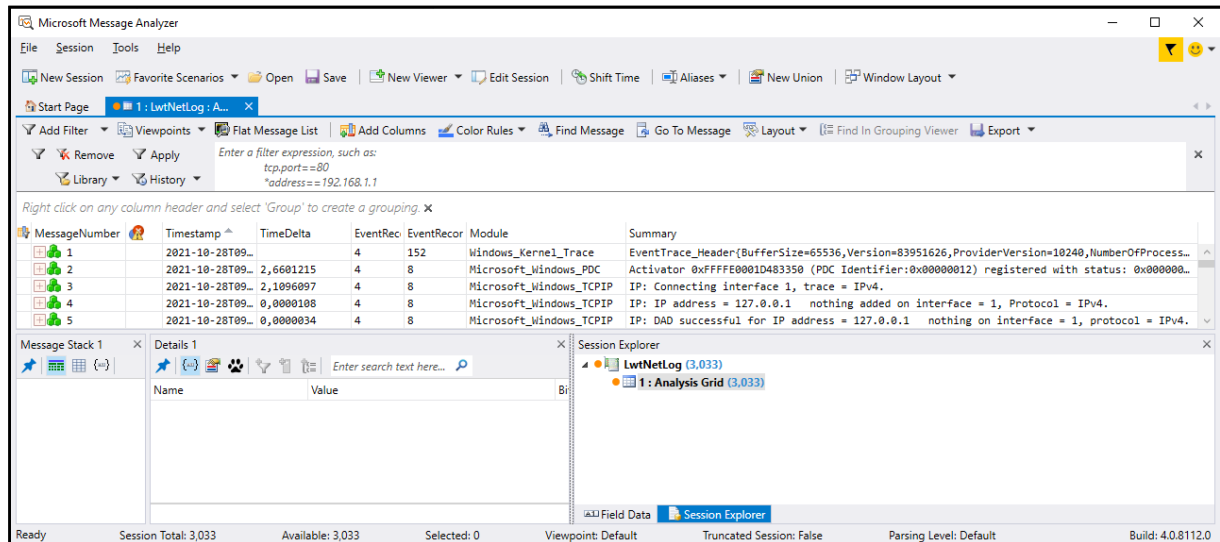 Microsoft Message Analyzer
File Session Tools Help
New Session Favorite Scenarios Open Save New Viewer Edit Session Shift Time Aliases New Union Window Layout
Start Page 1 : LwtNetLog : A...
Add Filter Viewpoints Flat Message List Add Columns Color Rules Find Message Go To Message Layout Find In Grouping Viewer Export
Remove Apply Enter a filter expression, such as:
tcp.port==80
Library History *address==192.168.1.1
Right click on any column header and select 'Group' to create a grouping.
MessageNumber Timestamp TimeDelta EventRec EventRecor Module Summary
1 2021-10-28T09... 4 152 Windows_Kernel_Trace EventTrace_Header{BufferSize=65536,Version=83951626,ProviderVersion=10240,NumberOfProcess...
2 2021-10-28T09... 2,6601215 4 8 Microsoft_Windows_PDC Activator 0xFFFFE0001D483350 (PDC Identifier:0x00000012) registered with status: 0x000000...
3 2021-10-28T09... 2,1096097 4 8 Microsoft_Windows_TCPIP IP: Connecting interface 1, trace = IPv4.
4 2021-10-28T09... 0,0000108 4 8 Microsoft_Windows_TCPIP IP: IP address = 127.0.0.1 nothing added on interface = 1, Protocol = IPv4.
5 2021-10-28T09... 0,0000034 4 8 Microsoft_Windows_TCPIP IP: DAD successful for IP address = 127.0.0.1 nothing on interface = 1, protocol = IPv4.
Message Stack 1 Details 1 Session Explorer
Enter search text here... LwtNetLog (3,033)
1 : Analysis Grid (3,033)
Name Value Bi
Field Data Session Explorer
Ready Session Total: 3,033 Available: 3,033 Selected: 0 Viewpoint: Default Truncated Session: False Parsing Level: Default Build: 4.0.8112.0